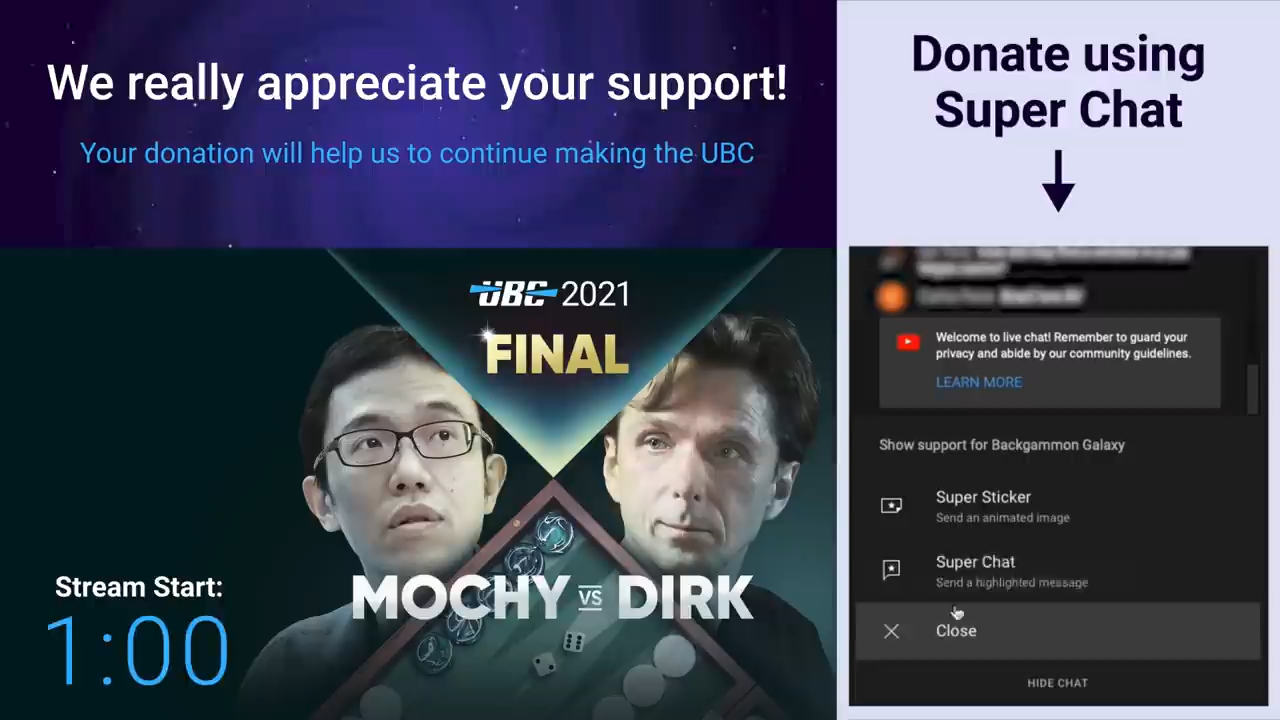 We really appreciate your support!
Your donation will help us to continue making the UBC
UBC 2021
FINAL
MOCHY VS DIRK
Stream Start:
1:00
Donate using
Super Chat
Welcome to live chat! Remember to guard your
privacy and abide by our community guidelines.
LEARN MORE
Show support for Backgammon Galaxy
Super Sticker
Send an animated image
Super Chat
Send a highlighted message
Close
HIDE CHAT